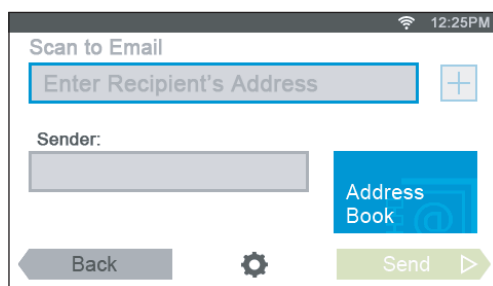 12:25PM
Scan to Email
Enter Recipient's Address
Sender:
Address
Book
Back
Send